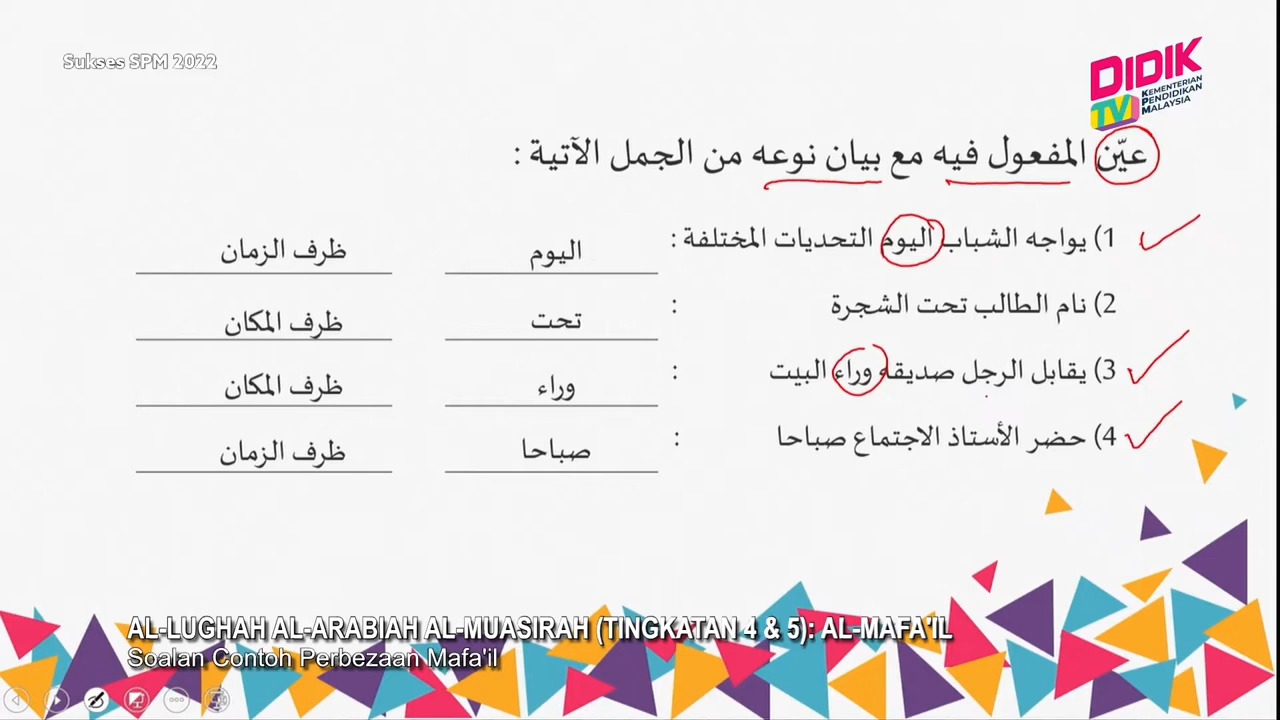 Sukses SPM 2022
DIDIK
TV
KEMENTERIAN
PENDIDIKAN
MALAYSIA
عيّن المفعول فيه مع بيان نوعه من الجمل الآتية :
1) يواجه الشباب اليوم التحديات المختلفة : اليوم ظرف الزمان
2) نام الطالب تحت الشجرة : تحت ظرف المكان
3) يقابل الرجل صديقه وراء البيت : وراء ظرف المكان
4) حضر الأستاذ الاجتماع صباحا : صباحا ظرف الزمان
AL-LUGHAH AL-ARABIAH AL-MUASIRAH (TINGKATAN 4 & 5): AL-MAFA'IL
Soalan Contoh Perbezaan Mafa'il